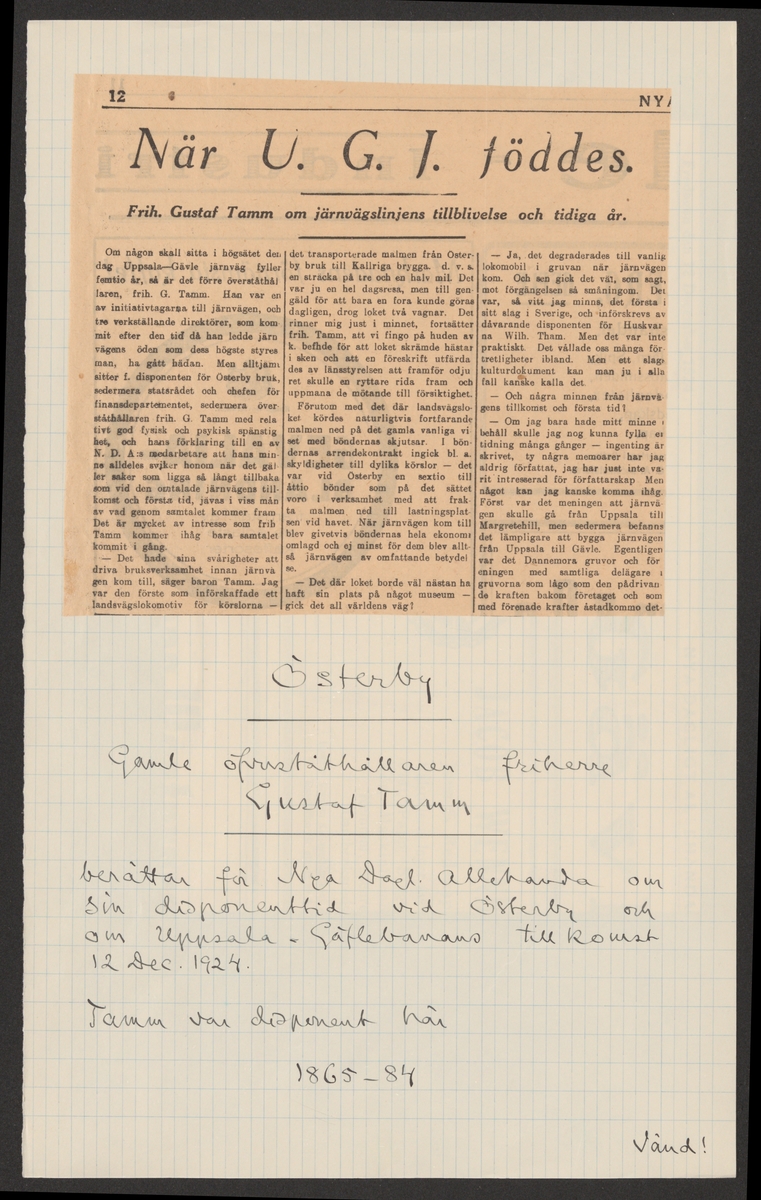 12
NY
När U. G. J. föddes.
Frih. Gustaf Tamm om järnvägslinjens tillblivelse och tidiga år.
Om någon skall sitta i högsätet den
dag Uppsala—Gävle järnväg fyller
femtio år, så är det förre överståthål
laren, frih. G. Tamm. Han var en
av initiativtagarna till järnvägen, och
tre verkställande direktörer, som kom
mit efter den tid då han ledde järn
vägens öden som dess högste styres
man, ha gått hädan. Men alltjämt
sitter f. disponenten för Österby bruk,
sedermera statsrådet och chefen för
finansdepartementet, sedermera över
ståthållaren frih. G. Tamm med rela
tivt god fysisk och psykisk spänstig
het, och hans förklaring till en av
N. D. A:s medarbetare att hans min-
ne alldeles sviker honom när det gäl
ler saker som ligga så långt tillbaka
som vid den omtalade järnvägens till-
komst och första tid, jävas i viss mån
av vad genom samtalet kommer fram
Det är mycket av intresse som frih
Tamm kommer ihåg bara samtalet
kommit i gång.
— Det hade sina svårigheter att
driva bruksverksamhet innan järnvä
gen kom till, säger baron Tamm. Jag
var den förste som införskaffade ett
landsvägslokomotiv för körslorna —
det transporterade malmen från Öster-
by bruk till Kallriga brygga. d. v. a.
en sträcka på tre och en halv mil. Det
var ju en hel dagsresa, men till gen-
gäld för att bara en fora kunde göras
dagligen, drog loket två vagnar. Det
rinner mig just i minnet, fortsätter
frih. Tamm, att vi fingo på huden av
k. befhde för att loket skrämde hästar
i sken och att en föreskrift utfärda
des av länsstyrelsen att framför odju
ret skulle en ryttare rida fram och
uppmana de mötande till försiktighet.
Förutom med det där landsvägslo-
ket kördes naturligtvis fortfarande
malmen ned på det gamla vanliga vi
set med böndernas skjutsar. I bön-
dernas arrendekontrakt ingick bl. a.
skyldigheter till dylika körslor — det
var vid Österby en sextio till
åttio bönder som på det sättet
voro i verksamhet med att frak-
ta malmen ned till lastningsplat-
sen vid havet. När järnvägen kom till
blev givetvis böndernas hela ekonomi
omlagd och ej minst för dem blev allt-
så järnvägen av omfattande betydel
se.
— Det där loket borde väl nästan ha
haft sin plats på något museum —
gick det all världens väg?
— Ja, det degraderades till vanlig
lokomobil i gruvan när järnvägen
kom. Och sen gick det väl, som sagt,
mot förgängelsen så småningom. Det
var, så vitt jag minns, det första i
sitt slag i Sverige, och införskrevs av
dåvarande disponenten för Huskvar
na Wilh. Tham. Men det var inte
praktiskt. Det vållade oss många för-
tretligheter ibland. Men ett slags
kulturdokument kan man ju i alla
fall kanske kalla det
— Och några minnen från järnvä-
gens tillkomst och första tid?
— Om jag bara hade mitt minne i
behåll skulle jag nog kunna fylla er
tidning många gånger — ingenting är
skrivet, ty några memoarer har jag
aldrig författat, jag har just inte va-
rit intresserad för författarskap Men
något kan jag kanske komma ihåg.
Först var det meningen att järnvä-
gen skulle gå från Uppsala till
Margretehill, men sedermera befanns
det lämpligare att bygga järnvägen
från Uppsala till Gävle. Egentligen
var det Dannemora gruvor och för-
eningen med samtliga delägare i
gruvorna som lågo som den pådrivan-
de kraften bakom företaget och som
med förenade krafter åstadkommo det-
Österby
Gamle öfverståthållaren friherre
Gustaf Tamm
berättar för Nya Dagl. Allehanda om
sin disponenttid vid Österby och
om Uppsala - Gäflebanans tillkomst
12 Dec. 1924.
Tamm var disponent här
1865-84
Vänd!